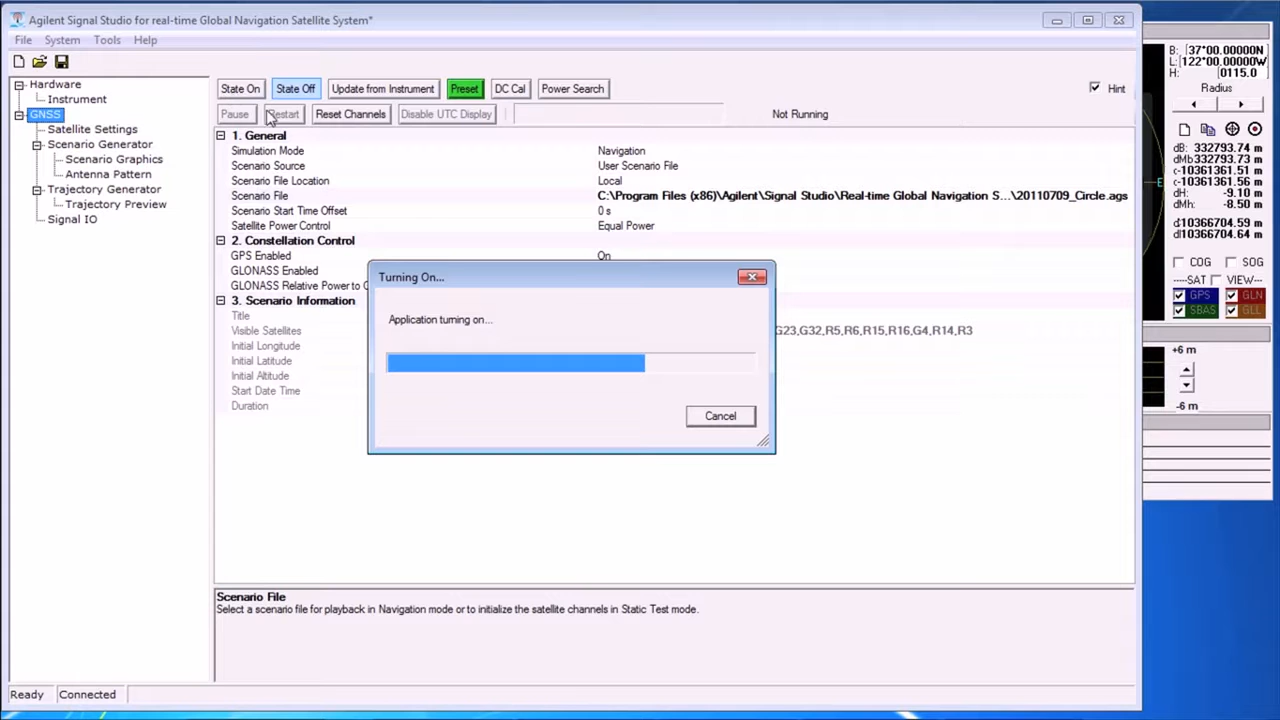 Agilent Signal Studio for real-time Global Navigation Satellite System*
File System Tools Help
Hardware
Instrument
GNSS
Satellite Settings
Scenario Generator
Scenario Graphics
Antenna Pattern
Trajectory Generator
Trajectory Preview
Signal IO
State On State Off Update from Instrument Preset DC Cal Power Search Hint
Pause Restart Reset Channels Disable UTC Display Not Running
1. General
Simulation Mode Navigation
Scenario Source User Scenario File
Scenario File Location Local
Scenario File C:\Program Files (x86)\Agilent\Signal Studio\Real-time Global Navigation S...\20110709_Circle.ags
Scenario Start Time Offset 0 s
Satellite Power Control Equal Power
2. Constellation Control
GPS Enabled On
GLONASS Enabled
GLONASS Relative Power to
3. Scenario Information
Title
Visible Satellites G23,G32,R5,R6,R15,R16,G4,R14,R3
Initial Longitude
Initial Latitude
Initial Altitude
Start Date Time
Duration
Turning On...
Application turning on...
Cancel
Scenario File
Select a scenario file for playback in Navigation mode or to initialize the satellite channels in Static Test mode.
Ready Connected
B: 37°00.00000N
L: 122°00.00000W
H: 0115.0
Radius
E
dB: 332793.74 m
dMb 332793.73 m
-10361361.51 m
-10361361.56 m
dH: -9.10 m
dMh: -8.50 m
10366704.59 m
10366704.64 m
COG SOG
-----SAT VIEW---
GPS GLN
SBAS GLL
+6 m
-6 m